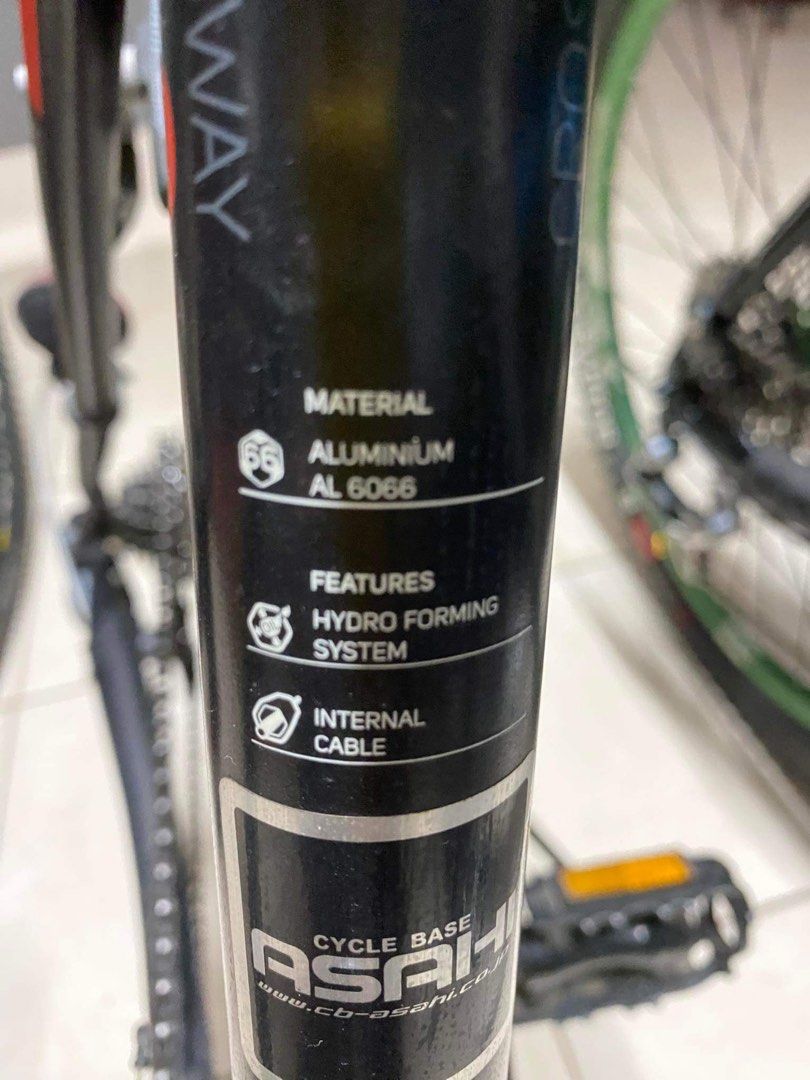 WAY
MATERIAL
66
ALUMINIUM
AL 6066
FEATURES
OIL
HYDRO FORMING
SYSTEM
INTERNAL
CABLE
CYCLE BASE
ASAHI
www.cb-asahi.co.jp